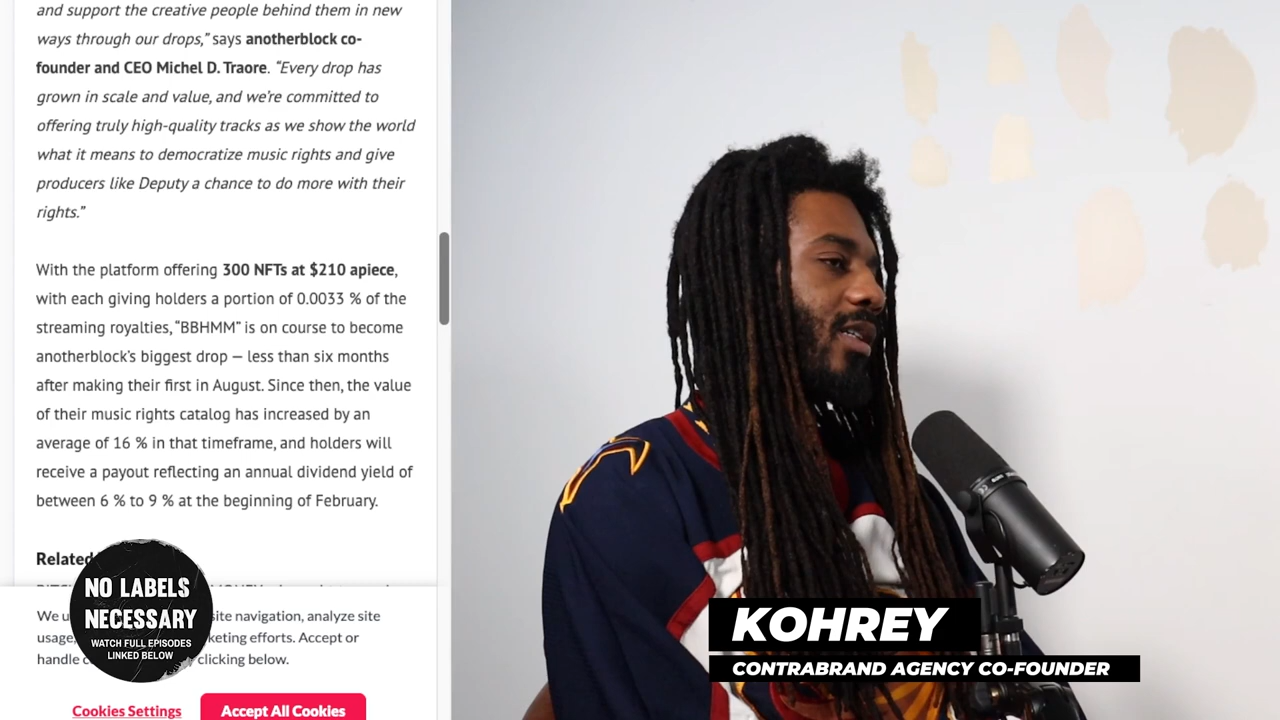 and support the creative people behind them in new
ways through our drops,” says anotherblock co-
founder and CEO Michel D. Traore. “Every drop has
grown in scale and value, and we’re committed to
offering truly high-quality tracks as we show the world
what it means to democratize music rights and give
producers like Deputy a chance to do more with their
rights.”
With the platform offering 300 NFTs at $210 apiece,
with each giving holders a portion of 0.0033 % of the
streaming royalties, “BBHMM” is on course to become
anotherblock’s biggest drop — less than six months
after making their first in August. Since then, the value
of their music rights catalog has increased by an
average of 16 % in that timeframe, and holders will
receive a payout reflecting an annual dividend yield of
between 6 % to 9 % at the beginning of February.
Related
We u site navigation, analyze site
usage, keting efforts. Accept or
handle c clicking below.
Cookies Settings
Accept All Cookies
NO LABELS
NECESSARY
WATCH FULL EPISODES
LINKED BELOW
KOHREY
CONTRABRAND AGENCY CO-FOUNDER